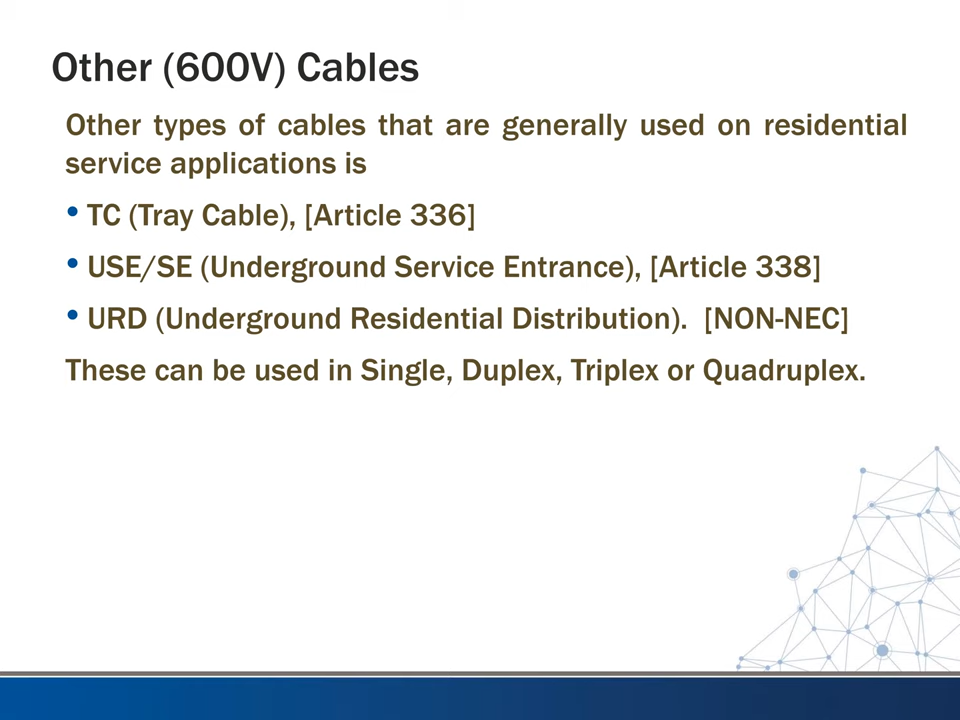 Other (600V) Cables
Other types of cables that are generally used on residential
service applications is
• TC (Tray Cable), [Article 336]
• USE/SE (Underground Service Entrance), [Article 338]
• URD (Underground Residential Distribution).  [NON-NEC]
These can be used in Single, Duplex, Triplex or Quadruplex.